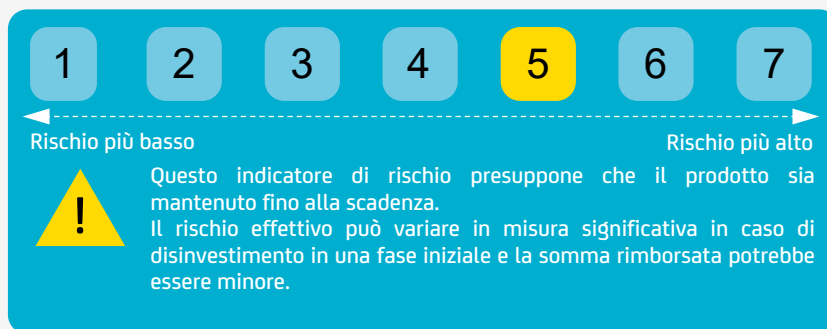 1 2 3 4 5 6 7
Rischio più basso Rischio più alto
! Questo indicatore di rischio presuppone che il prodotto sia
mantenuto fino alla scadenza.
Il rischio effettivo può variare in misura significativa in caso di
disinvestimento in una fase iniziale e la somma rimborsata potrebbe
essere minore.